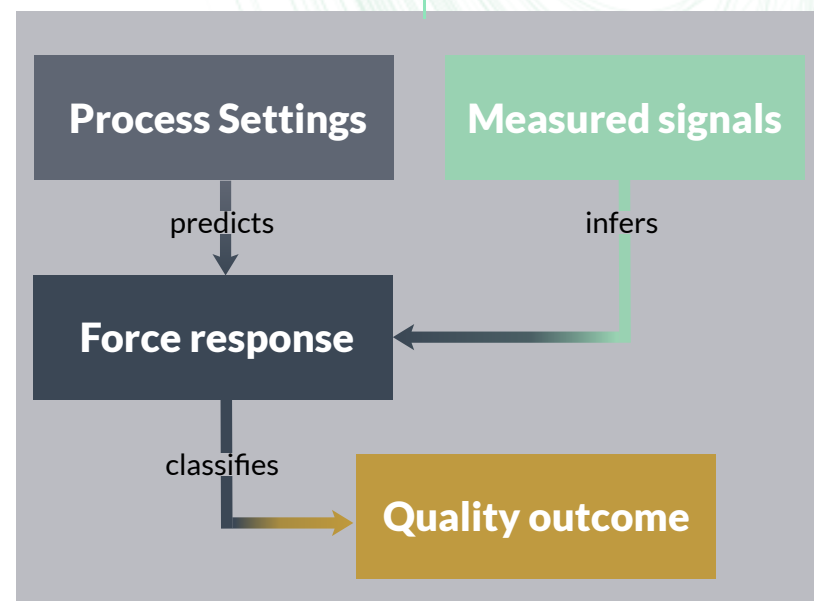 Process Settings
Measured signals
predicts
infers
Force response
classifies
Quality outcome